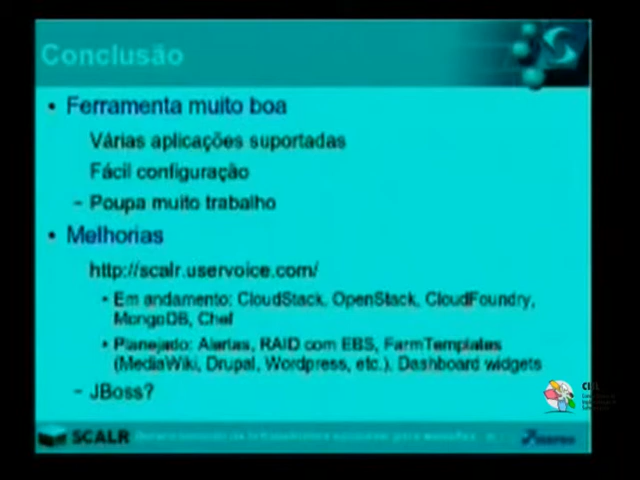 Conclusão
• Ferramenta muito boa
Várias aplicações suportadas
Fácil configuração
– Poupa muito trabalho
• Melhorias
http://scalr.uservoice.com/
• Em andamento: CloudStack, OpenStack, CloudFoundry,
MongoDB, Chef
• Planejado: Alertas, RAID com EBS, FarmTemplates
(MediaWiki, Drupal, Wordpress, etc.), Dashboard widgets
– JBoss?
SCALR